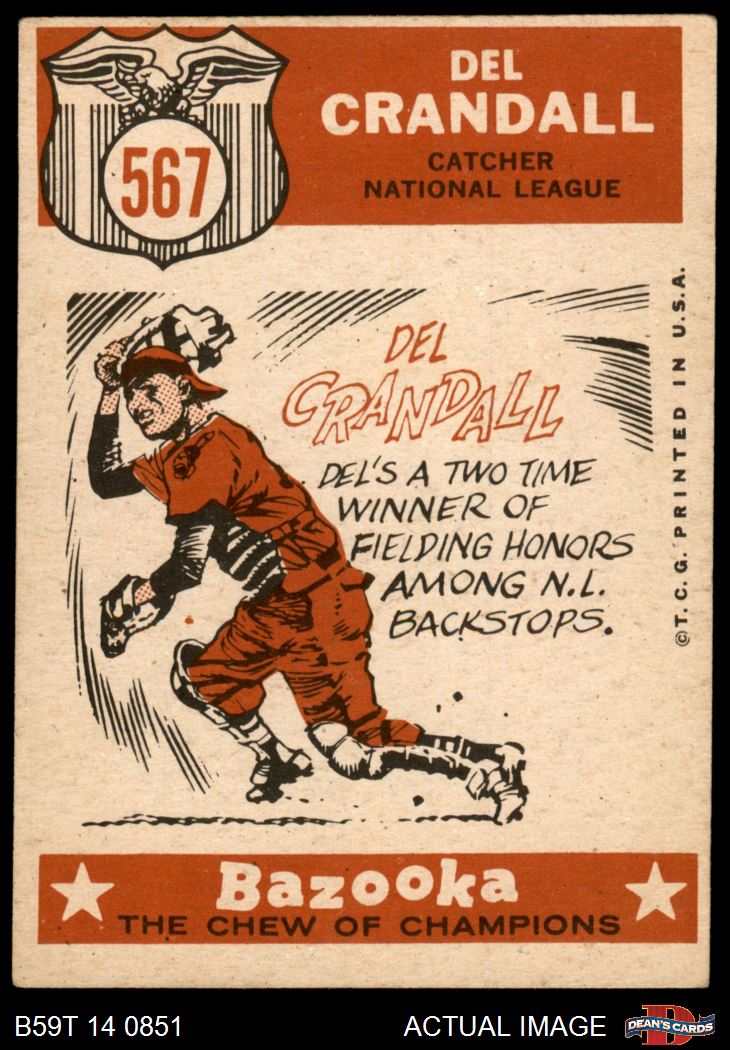 567
DEL
CRANDALL
CATCHER
NATIONAL LEAGUE
DEL
CRANDALL
DEL'S A TWO TIME
WINNER OF
FIELDING HONORS
AMONG N.L.
BACKSTOPS.
©T.C.G. PRINTED IN U.S.A.
Bazooka
THE CHEW OF CHAMPIONS
B59T 14 0851
ACTUAL IMAGE
D
DEAN'S CARDS